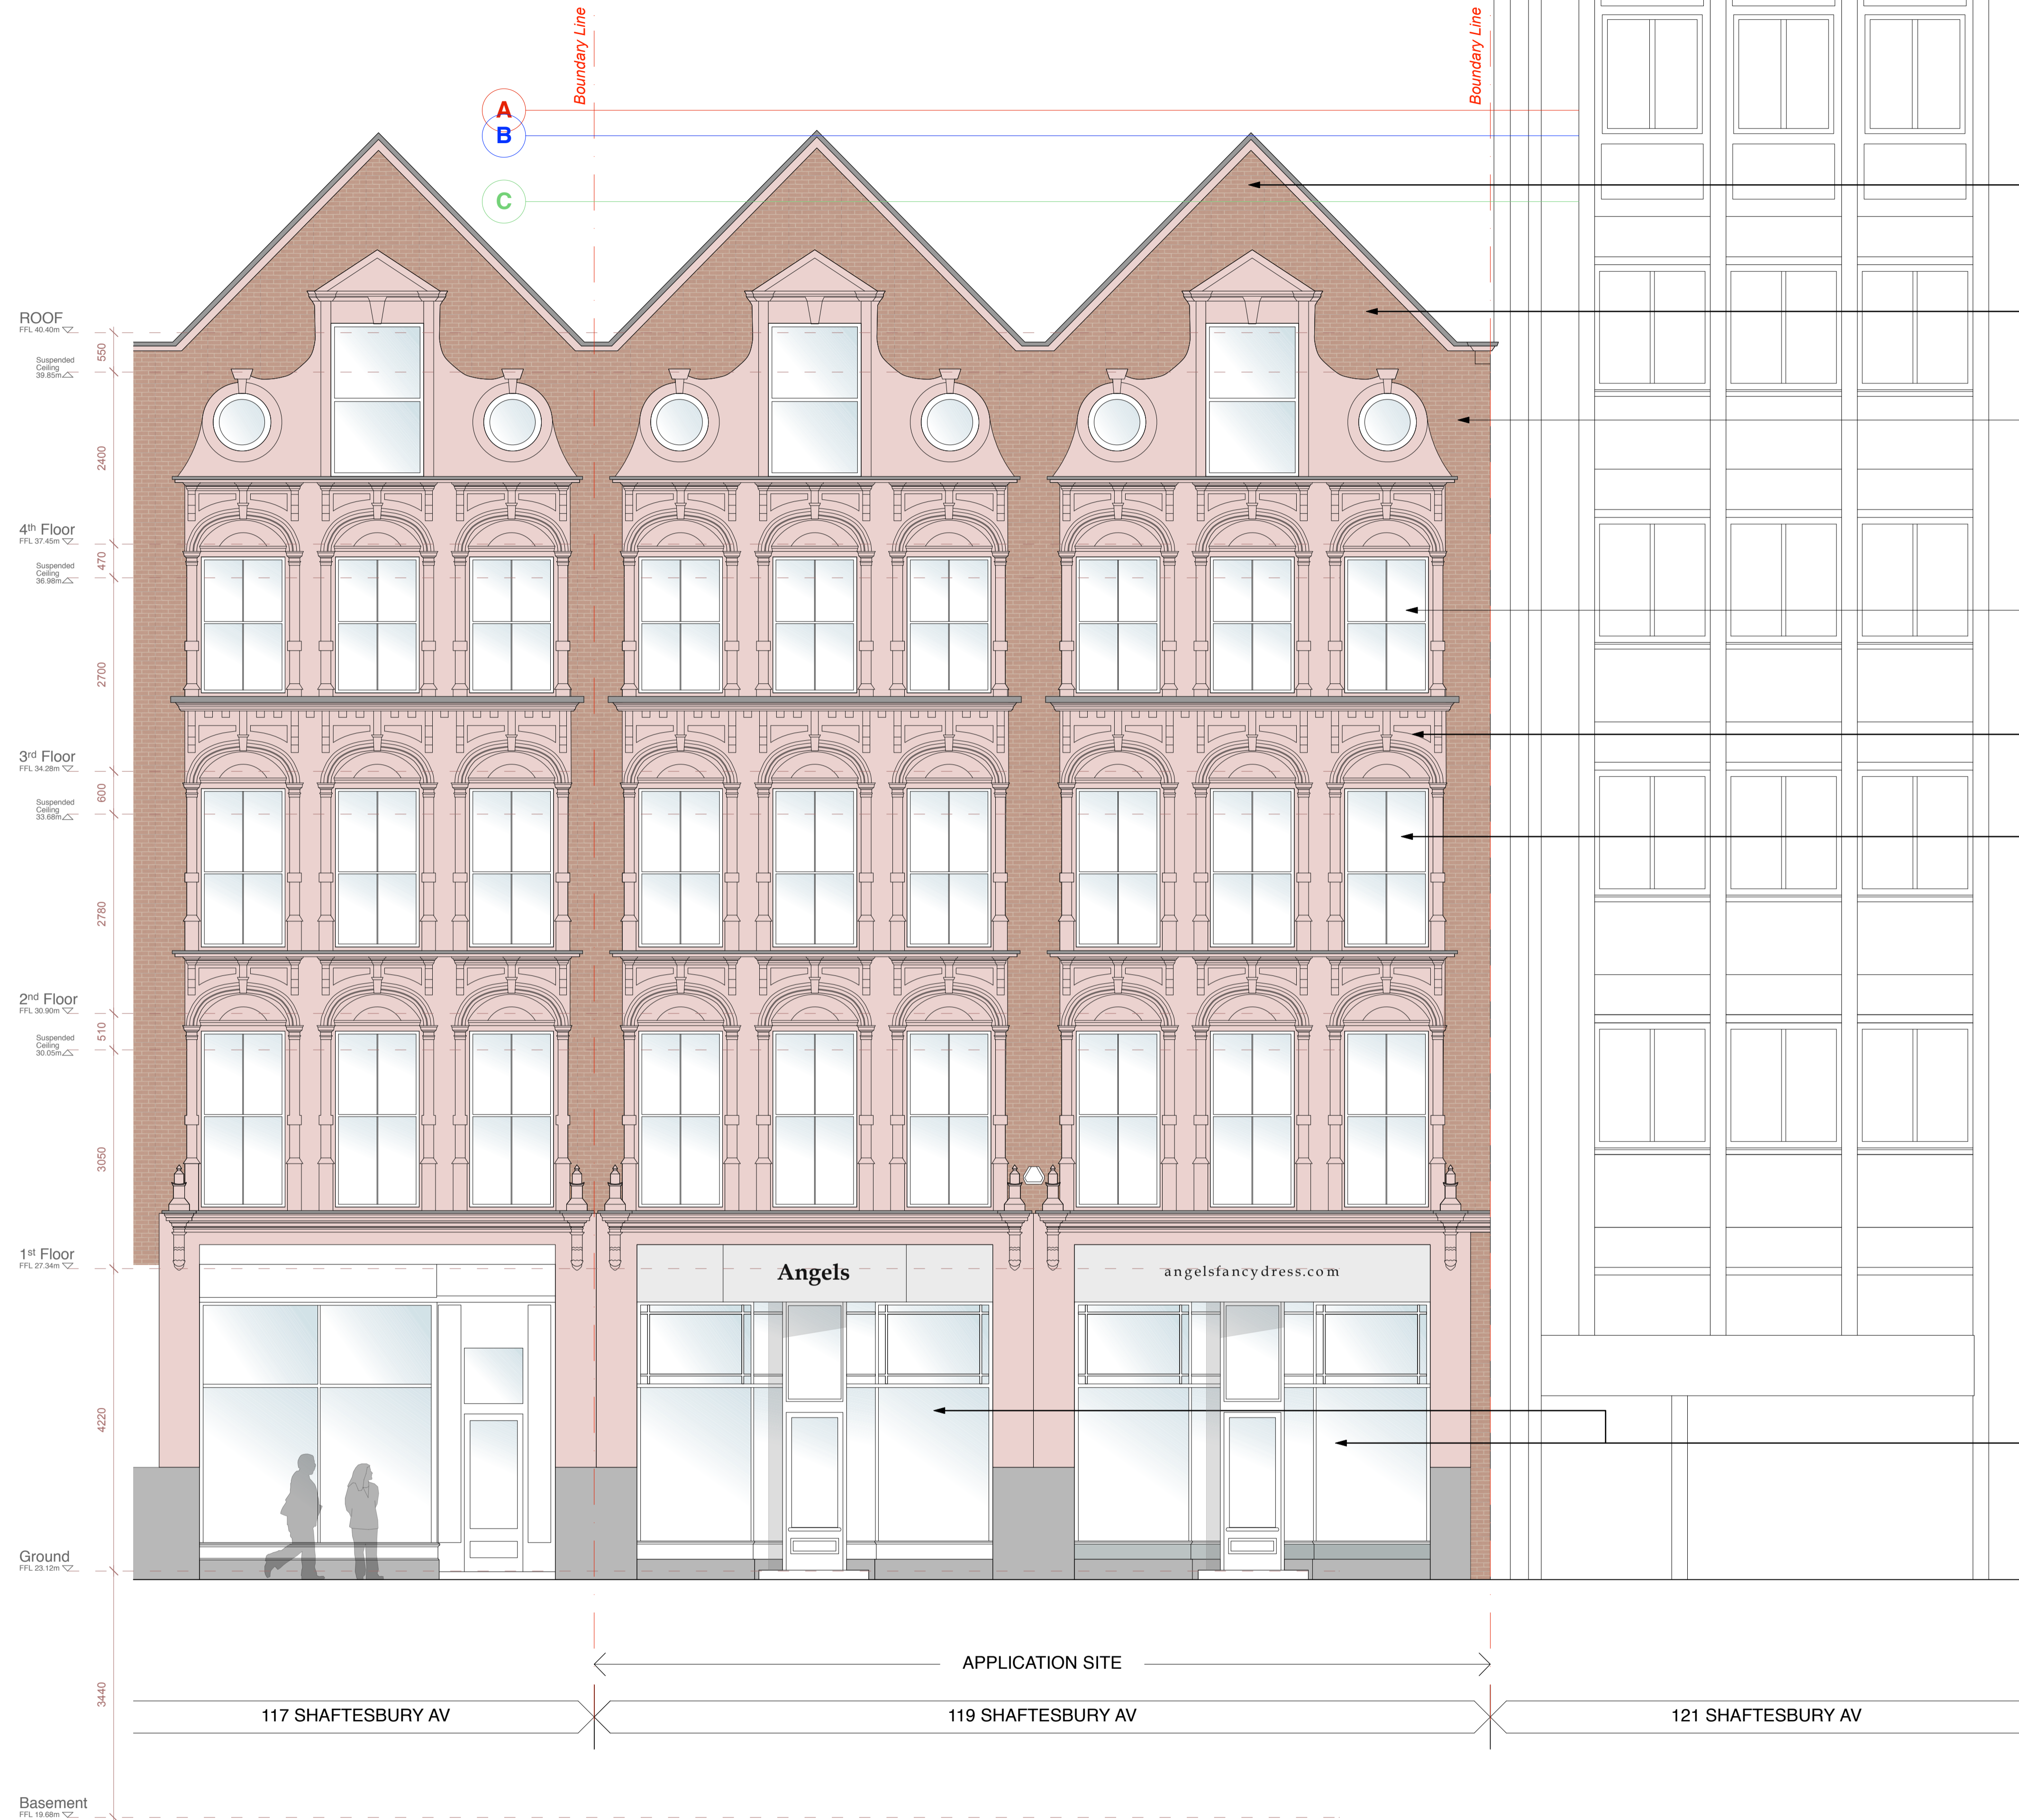 Boundary Line
Boundary Line
A
B
C
ROOF
FFL 40.40m
550
Suspended
Ceiling
39.85m
2400
4th Floor
FFL 37.45m
470
Suspended
Ceiling
36.98m
2700
3rd Floor
FFL 34.28m
600
Suspended
Ceiling
33.68m
2780
2nd Floor
FFL 30.90m
510
Suspended
Ceiling
30.05m
3050
1st Floor
FFL 27.34m
Angels
angelsfancydress.com
4220
Ground
FFL 23.12m
APPLICATION SITE
3440
117 SHAFTESBURY AV
119 SHAFTESBURY AV
121 SHAFTESBURY AV
Basement
FFL 19.68m